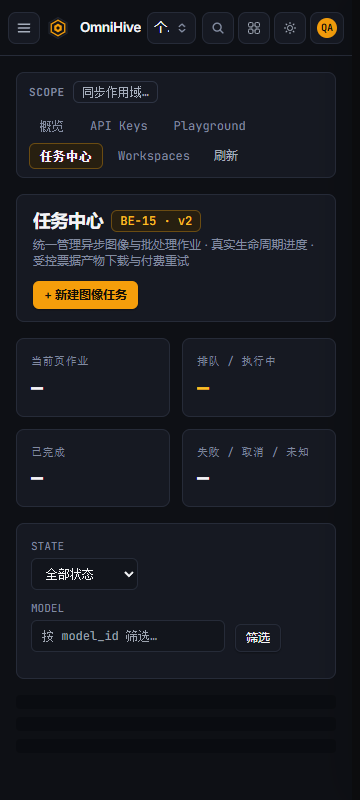 OmniHive 个. QA
SCOPE 同步作用域…
概览 API Keys Playground
任务中心 Workspaces 刷新
任务中心 BE-15 · v2
统一管理异步图像与批处理作业 · 真实生命周期进度 ·
受控票据产物下载与付费重试
+ 新建图像任务
当前页作业 排队 / 执行中
— —
已完成 失败 / 取消 / 未知
— —
STATE
全部状态
MODEL
按 model_id 筛选… 筛选